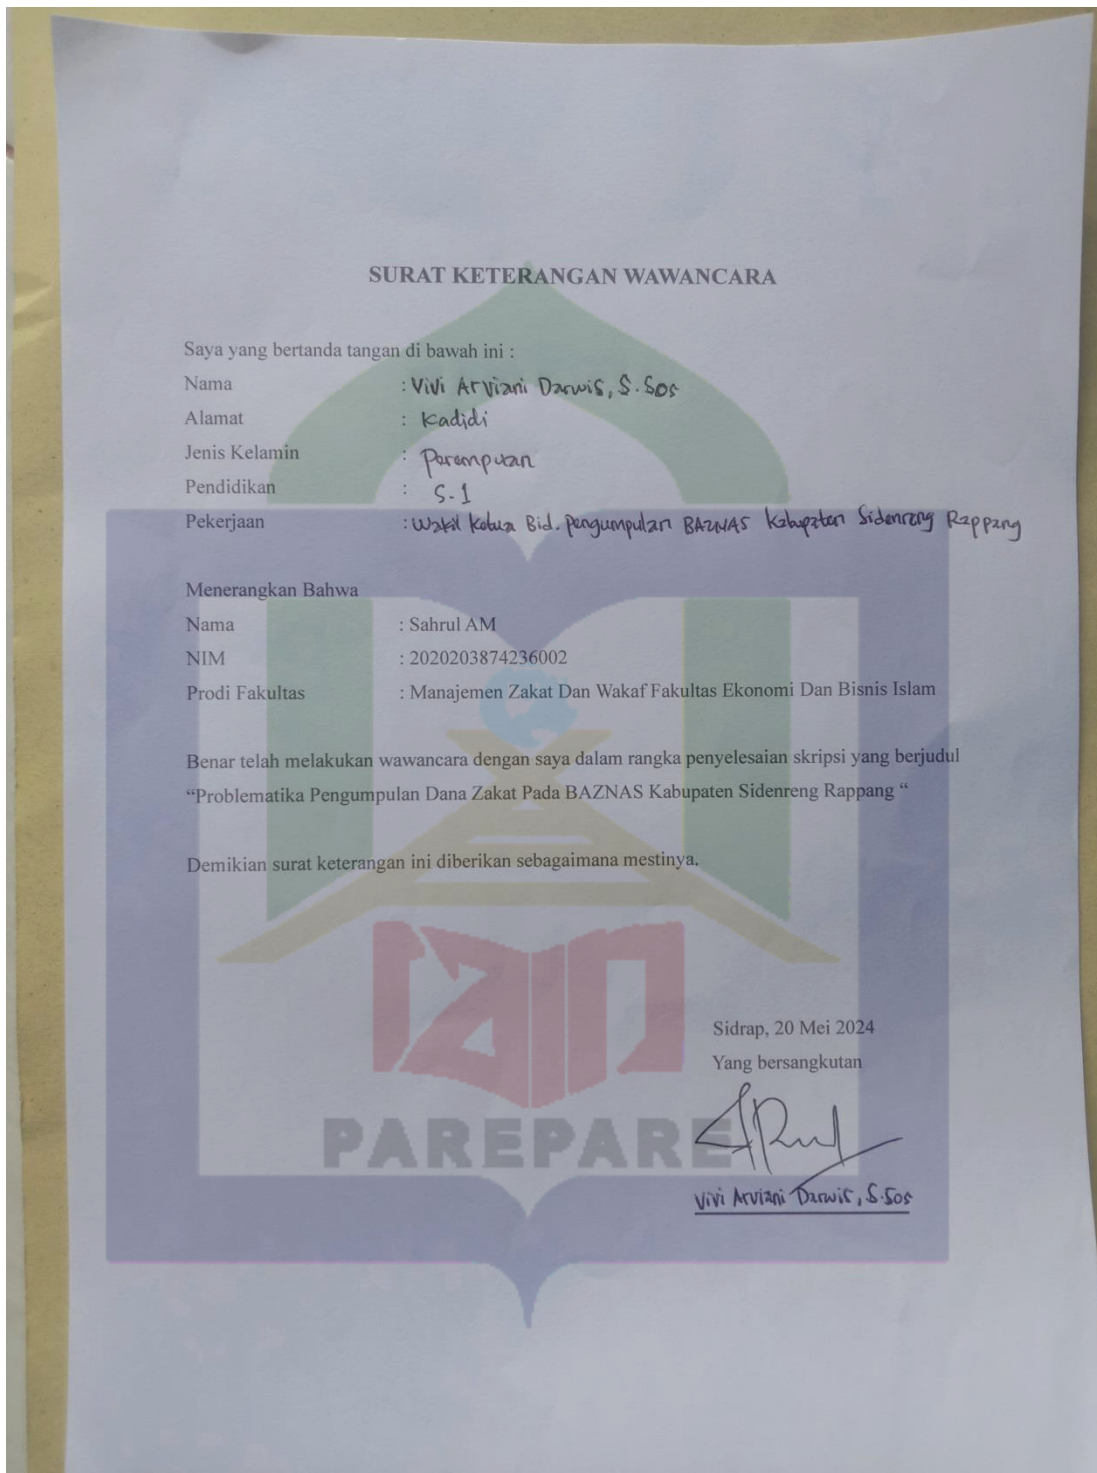 SURAT KETERANGAN WAWANCARA
Saya yang bertanda tangan di bawah ini :
Nama : Vivi Arviani Darwis, S.Sos
Alamat : Kadidi
Jenis Kelamin : Perempuan
Pendidikan : S-1
Pekerjaan : Wakil Ketua Bid. Pengumpulan BAZNAS Kabupaten Sidenreng Rappang
Menerangkan Bahwa
Nama : Sahrul AM
NIM : 2020203874236002
Prodi Fakultas : Manajemen Zakat Dan Wakaf Fakultas Ekonomi Dan Bisnis Islam
Benar telah melakukan wawancara dengan saya dalam rangka penyelesaian skripsi yang berjudul
“Problematika Pengumpulan Dana Zakat Pada BAZNAS Kabupaten Sidenreng Rappang “
Demikian surat keterangan ini diberikan sebagaimana mestinya.
iain
PAREPARE
Sidrap, 20 Mei 2024
Yang bersangkutan
Vivi Arviani Darwis, S.Sos